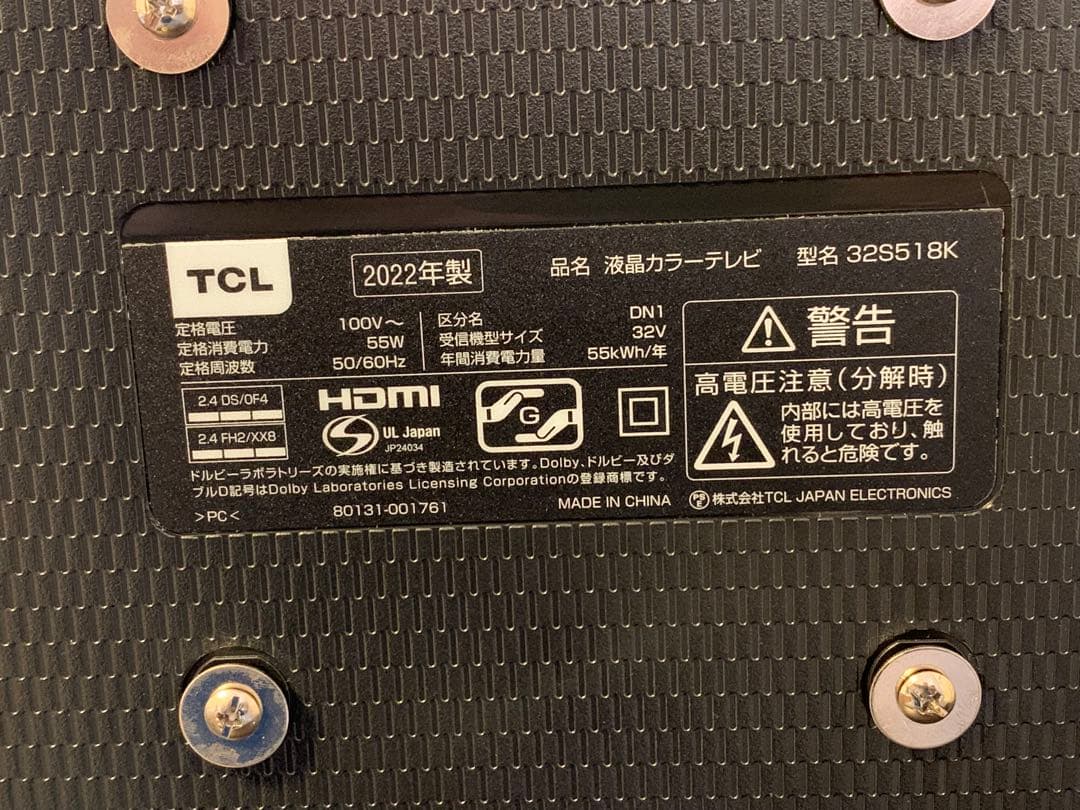 TCL
2022年製
品名 液晶カラーテレビ 型名 32S518K
定格電圧 100V～
定格消費電力 55W
定格周波数 50/60Hz
区分名 DN1
受信機型サイズ 32V
年間消費電力量 55kWh/年
警告
高電圧注意(分解時)
内部には高電圧を
使用しており、触
れると危険です。
2.4 DS/OF4
2.4 FH2/XX8
HDMI
S UL Japan
JP24034
G
ドルビーラボラトリーズの実施権に基づき製造されています。Dolby、ドルビー及びダ
ブルD記号はDolby Laboratories Licensing Corporationの登録商標です。
>PC< 80131-001761 MADE IN CHINA PSE 株式会社TCL JAPAN ELECTRONICS